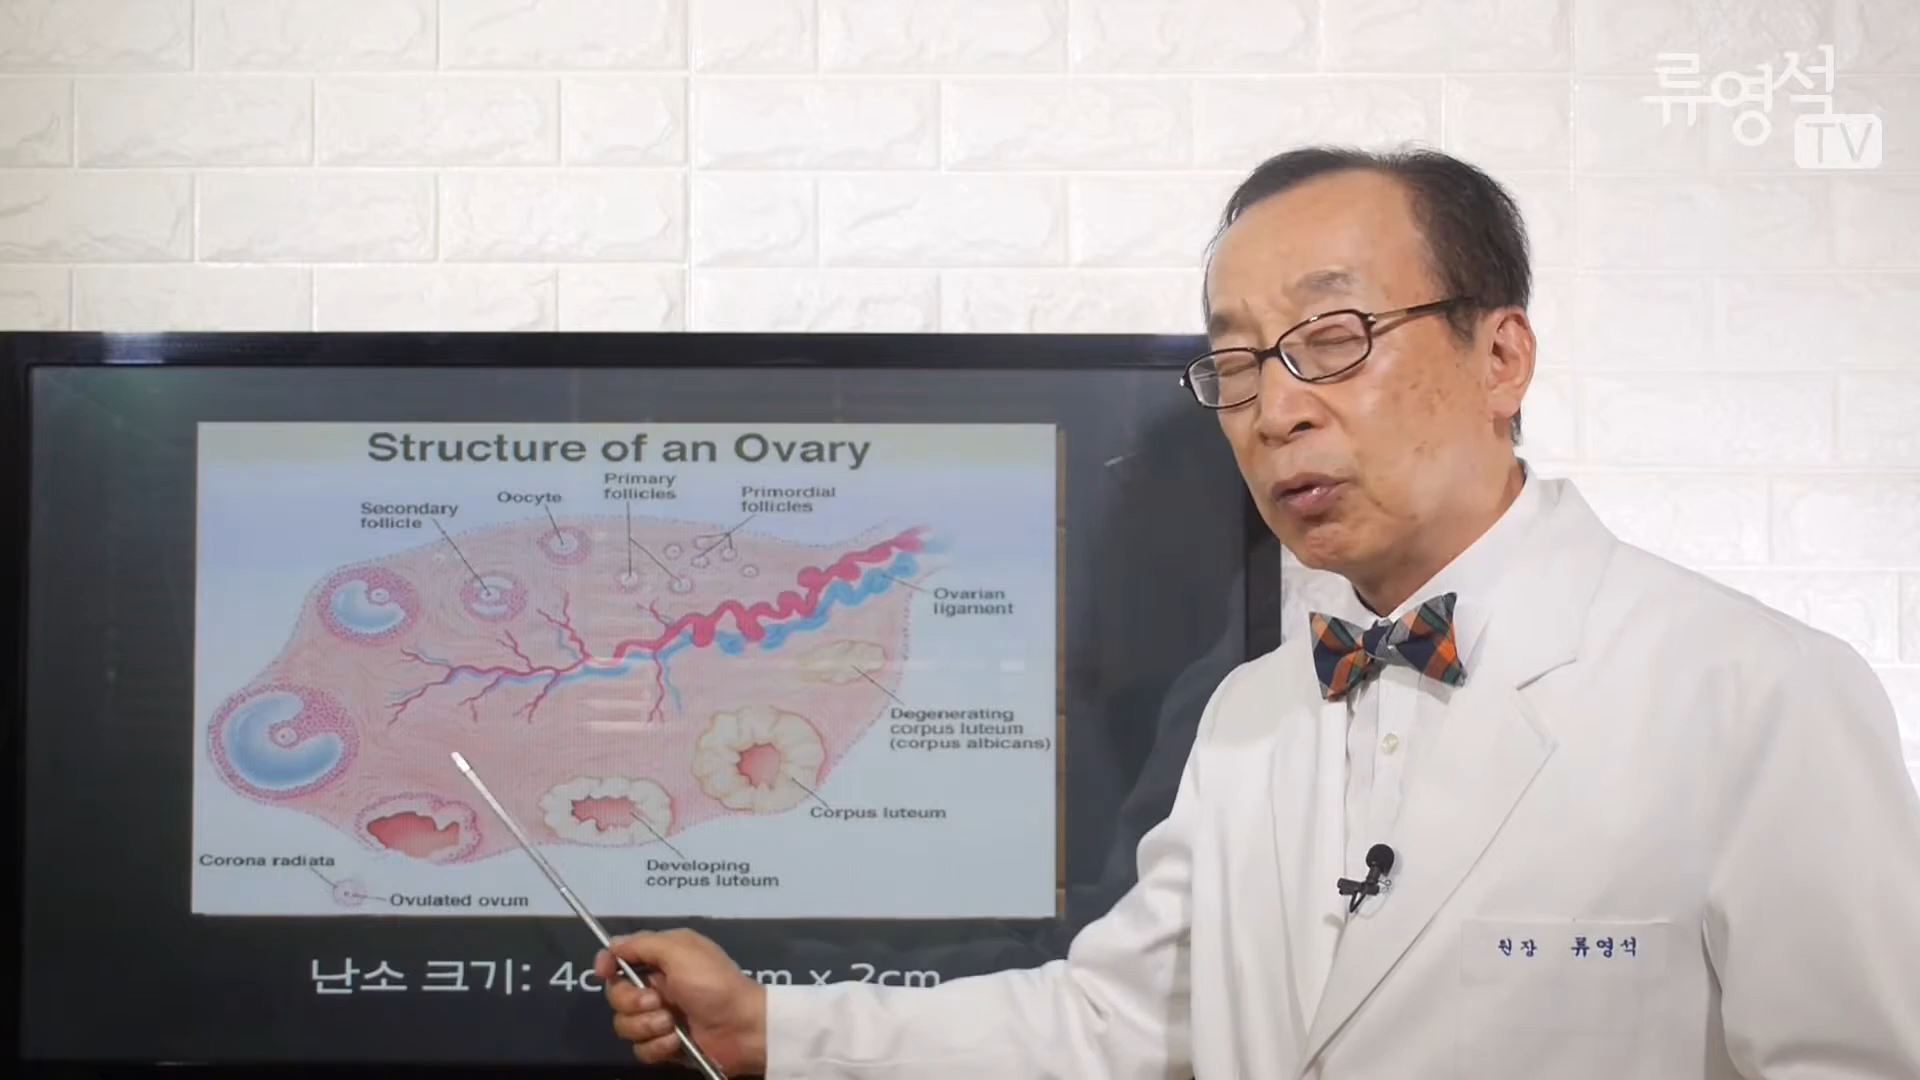 류영석
TV
Structure of an Ovary
Primary
follicles
Oocyte
Primordial
follicles
Secondary
follicle
Ovarian
ligament
Degenerating
corpus luteum
(corpus albicans)
Corpus luteum
Developing
corpus luteum
Corona radiata
Ovulated ovum
난소 크기: 4c cm x 2cm
원장 류영석